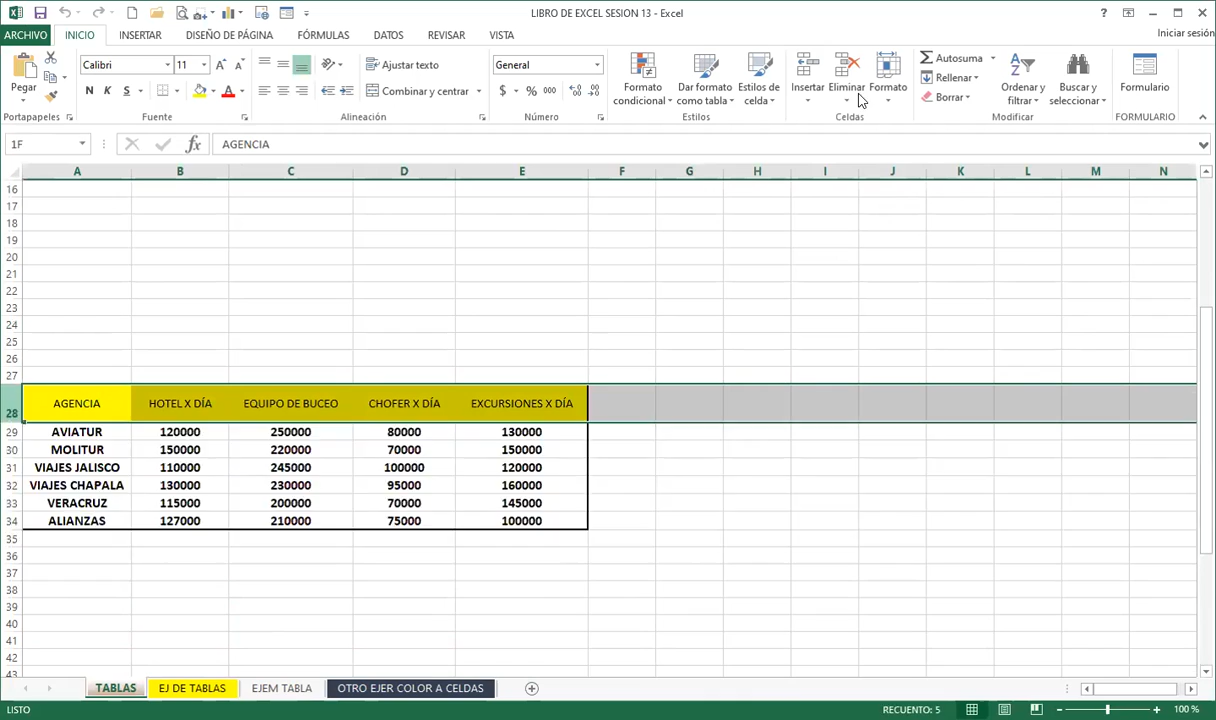 LIBRO DE EXCEL SESION 13 - Excel
ARCHIVO INICIO INSERTAR DISEÑO DE PÁGINA FÓRMULAS DATOS REVISAR VISTA Iniciar sesión
Pegar Calibri 11 Ajustar texto General Formato condicional Dar formato como tabla Estilos de celda Insertar Eliminar Formato Autosuma Ordenar y filtrar Buscar y seleccionar Formulario
N K S A Combinar y centrar $ % 000 Rellenar
Borrar
Portapapeles Fuente Alineación Número Estilos Celdas Modificar FORMULARIO
1F fx AGENCIA
A B C D E F G H I J K L M N
16
17
18
19
20
21
22
23
24
25
26
27
28 AGENCIA HOTEL X DÍA EQUIPO DE BUCEO CHOFER X DÍA EXCURSIONES X DÍA
29 AVIATUR 120000 250000 80000 130000
30 MOLITUR 150000 220000 70000 150000
31 VIAJES JALISCO 110000 245000 100000 120000
32 VIAJES CHAPALA 130000 230000 95000 160000
33 VERACRUZ 115000 200000 70000 145000
34 ALIANZAS 127000 210000 75000 100000
35
36
37
38
39
40
41
42
43
TABLAS EJ DE TABLAS EJEM TABLA OTRO EJER COLOR A CELDAS
LISTO RECUENTO: 5 100 %